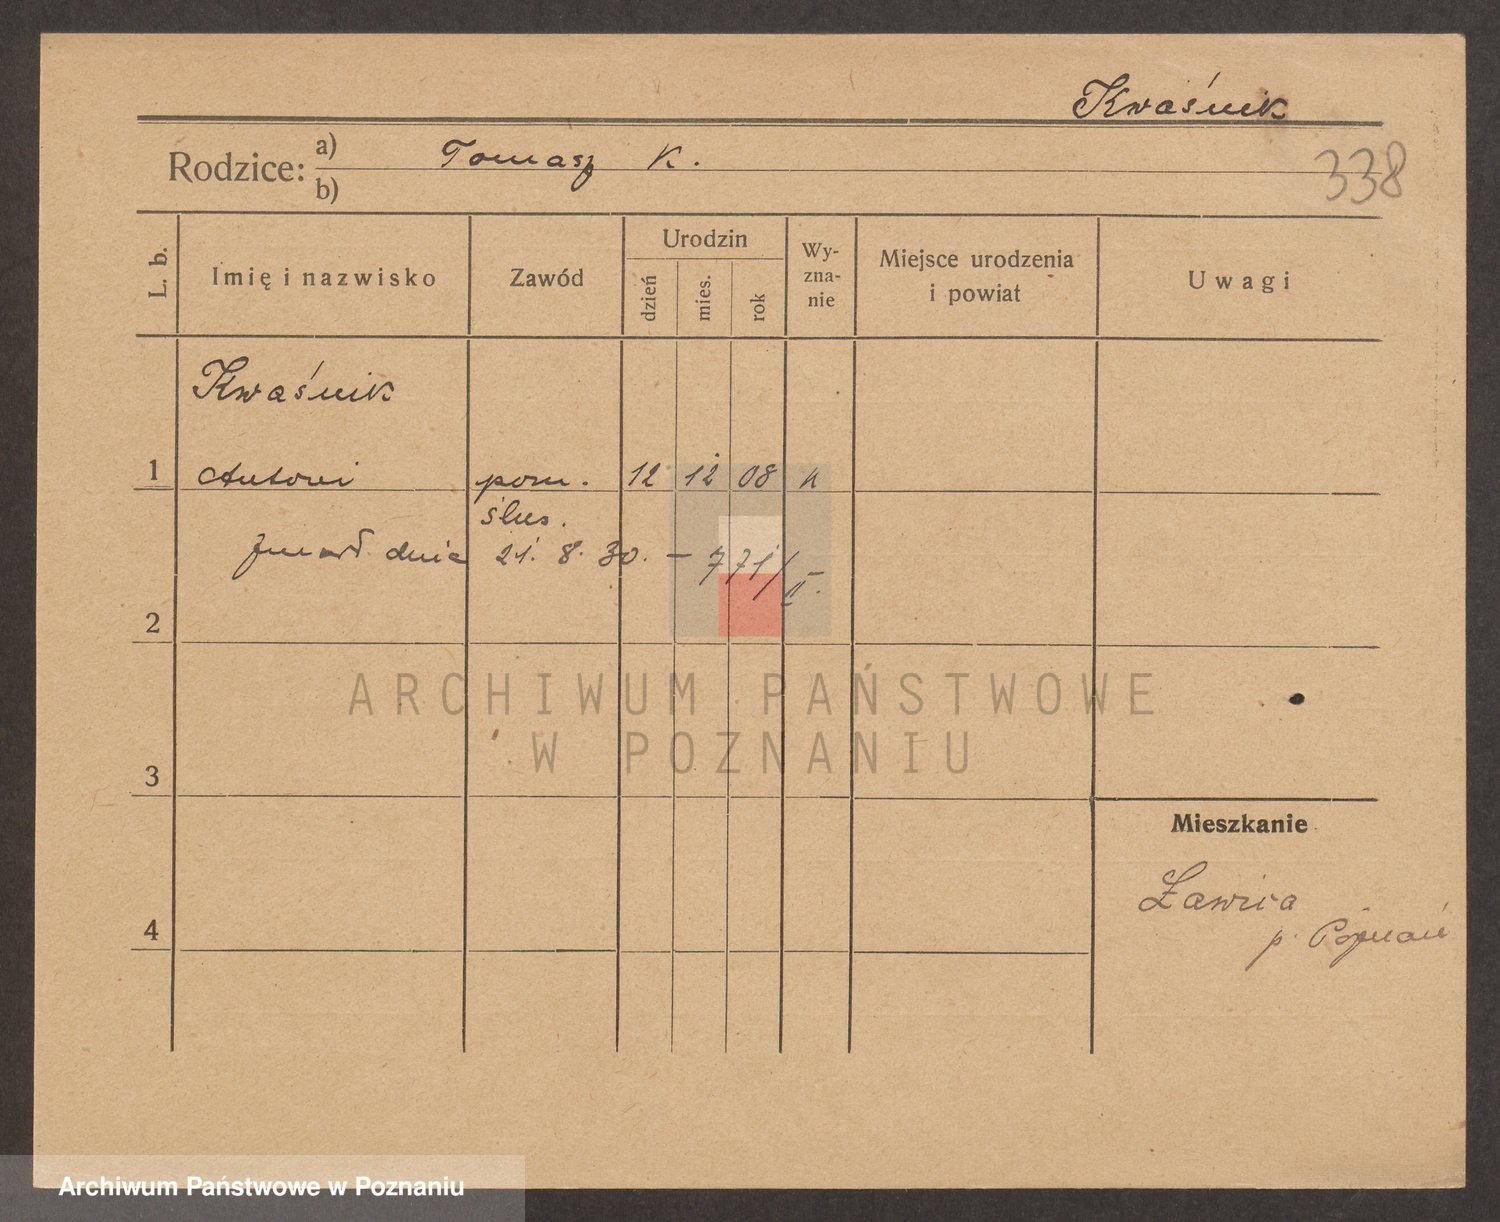 Kwaśnik
Rodzice: a) Tomasz K.
b)
338
L. b.
Imię i nazwisko
Zawód
Urodzin
dzień
mies.
rok
Wy-
zna-
nie
Miejsce urodzenia
i powiat
Uwagi
Kwaśnik
1 Antoni pom. 12 12 08 k
ślus.
zmarł dnia 21. 8. 30. – 771/II.
2
ARCHIWUM PAŃSTWOWE
W POZNANIU
3
Mieszkanie
Ławica
p. Poznań
4
Archiwum Państwowe w Poznaniu